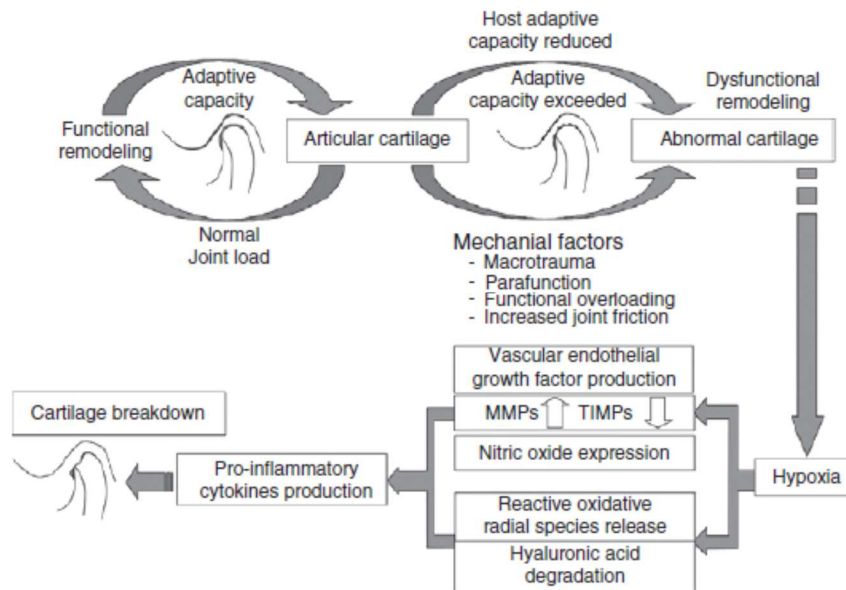 Host adaptive
capacity reduced
Adaptive
capacity
Adaptive
capacity exceeded
Dysfunctional
remodeling
Functional
remodeling
Articular cartilage
Abnormal cartilage
Normal
Joint load
Mechanial factors
- Macrotrauma
- Parafunction
- Functional overloading
- Increased joint friction
Vascular endothelial
growth factor production
MMPs TIMPs
Nitric oxide expression
Hypoxia
Reactive oxidative
radial species release
Hyaluronic acid
degradation
Pro-inflammatory
cytokines production
Cartilage breakdown